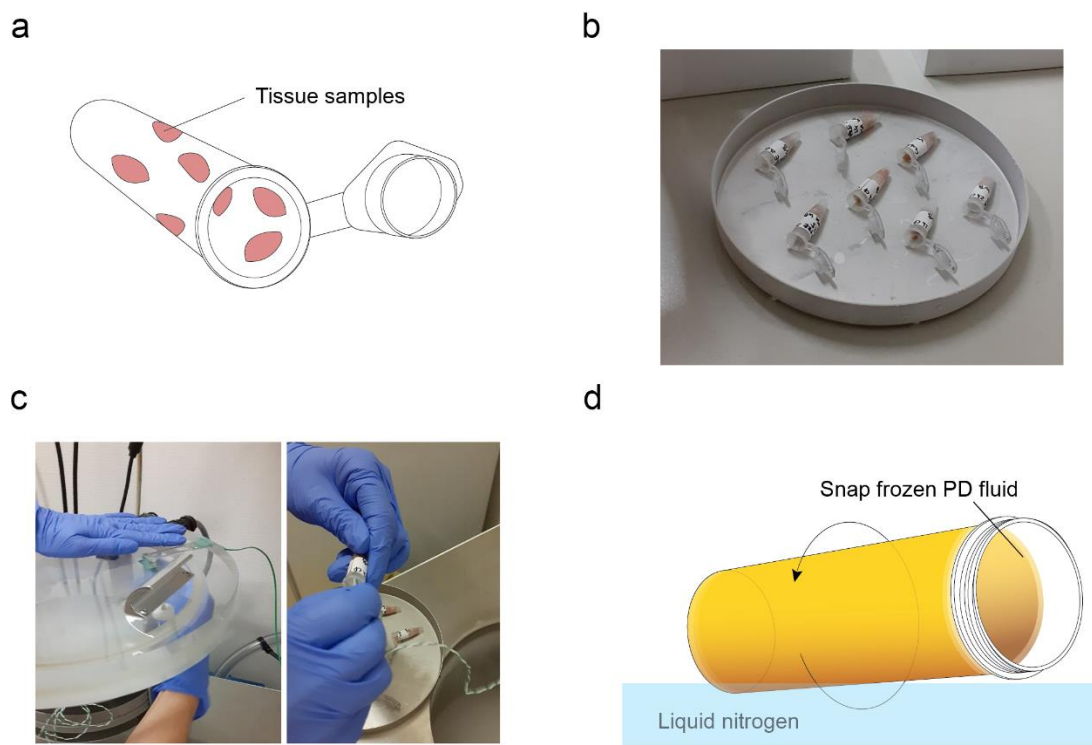 a
Tissue samples
b
c
d
Snap frozen PD fluid
Liquid nitrogen